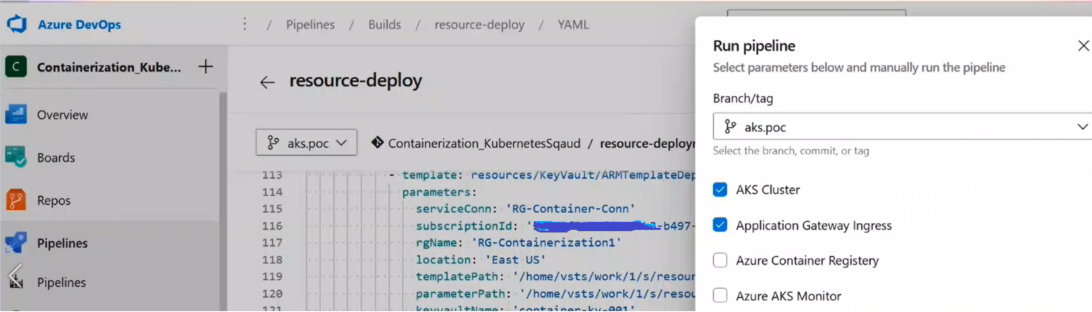 Azure DevOps
/ Pipelines / Builds / resource-deploy / YAML
C Containerization_Kube...
Overview
Boards
Repos
Pipelines
Pipelines
resource-deploy
aks.poc
Containerization_KubernetesSqaud / resource-deployr
113 - template: resources/KeyVault/ARMTemplateDep
114 parameters:
115 serviceConn: 'RG-Container-Conn'
116 subscriptionId: ' -b497-
117 rgName: 'RG-Containerization1'
118 location: 'East US'
119 templatePath: '/home/vsts/work/1/s/resour
120 parameterPath: '/home/vsts/work/1/s/resou
121 keyvaultName: 'container-kv-001'
Run pipeline
Select parameters below and manually run the pipeline
Branch/tag
aks.poc
Select the branch, commit, or tag
AKS Cluster
Application Gateway Ingress
Azure Container Registery
Azure AKS Monitor